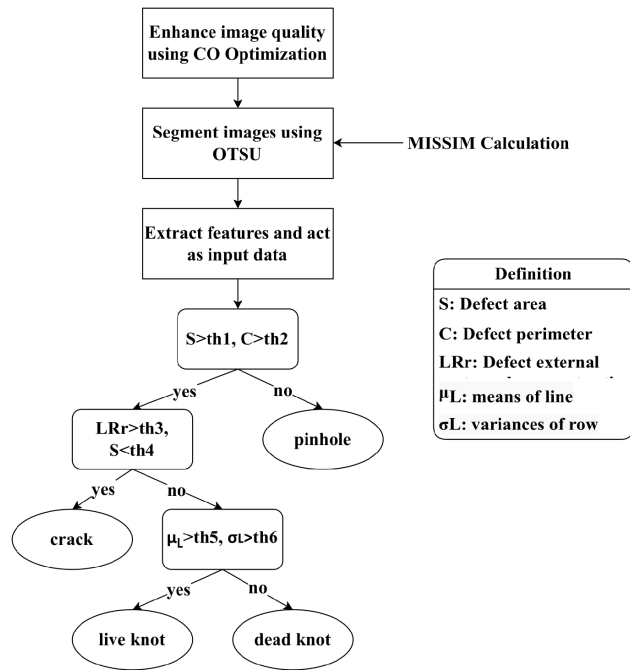 Enhance image quality
using CO Optimization
Segment images using
OTSU
MISSIM Calculation
Extract features and act
as input data
S>th1, C>th2
yes
no
LRr>th3,
S<th4
pinhole
yes
no
crack
μL>th5, σL>th6
yes
no
live knot
dead knot
Definition
S: Defect area
C: Defect perimeter
LRr: Defect external
μL: means of line
σL: variances of row